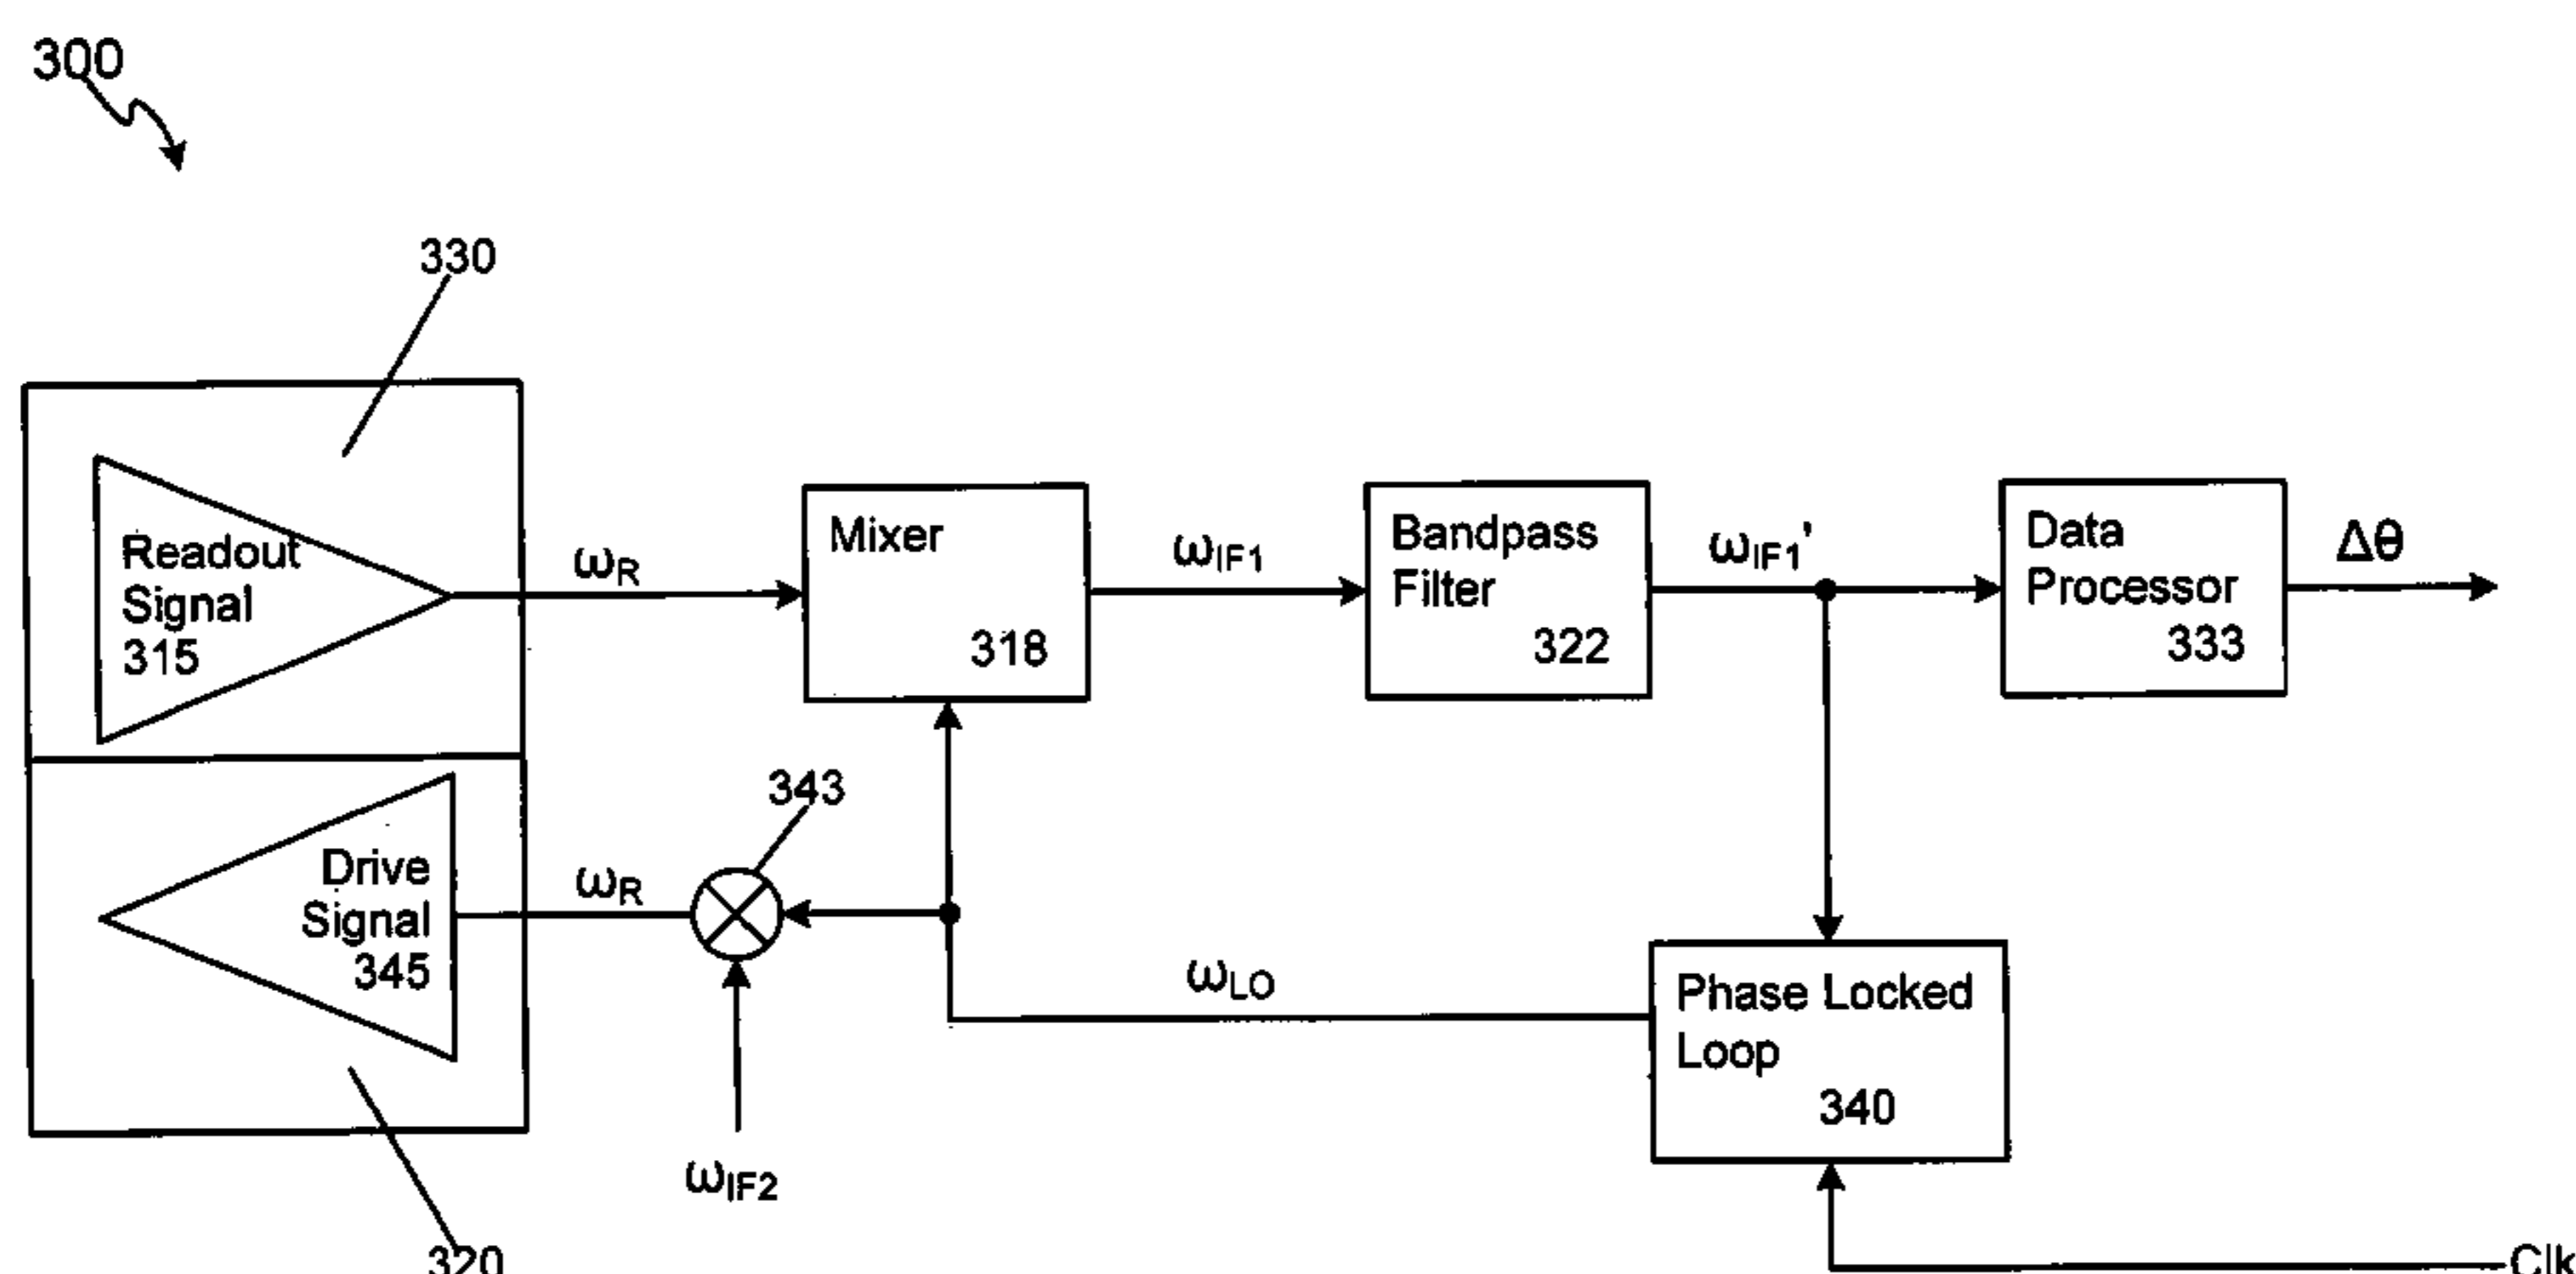 300
330
Readout
Signal
315
ωR
Mixer
318
ωIF1
Bandpass
Filter
322
ωIF1'
Data
Processor
333
Δθ
343
Drive
Signal
345
ωR
ωLO
ωIF2
Phase Locked
Loop
340
320
Clk